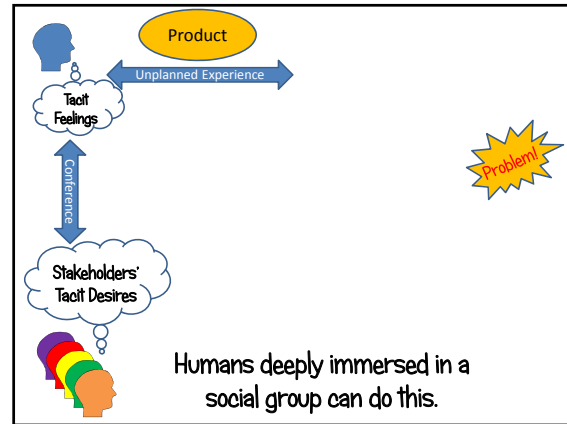 Product
Unplanned Experience
Tacit
Feelings
Conference
Problem!
Stakeholders'
Tacit Desires
Humans deeply immersed in a
social group can do this.